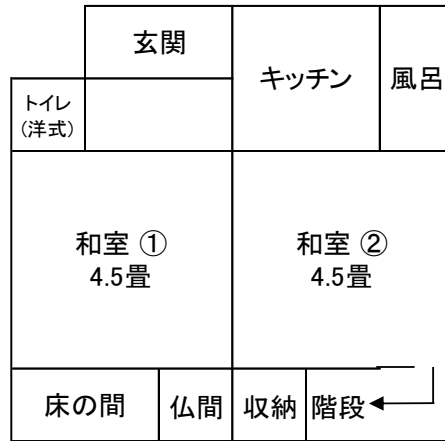 玄関
キッチン
風呂
トイレ
(洋式)
和室 ①
4.5畳
和室 ②
4.5畳
床の間
仏間
収納
階段